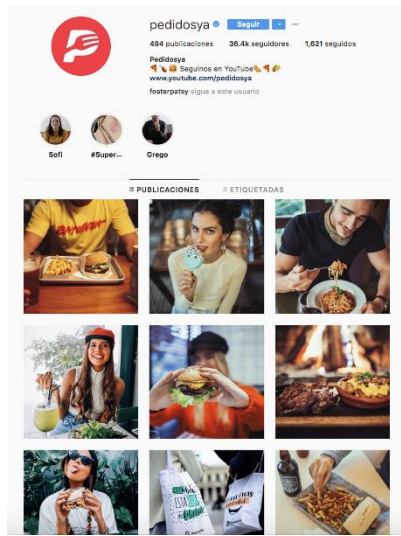 pedidosya Seguir
494 publicaciones 36.4k seguidores 1,621 seguidos
Pedidosya
Seguinos en YouTube
www.youtube.com/pedidosya
fosterpatsy sigue a este usuario
Sofi #Super... Grego
PUBLICACIONES ETIQUETADAS